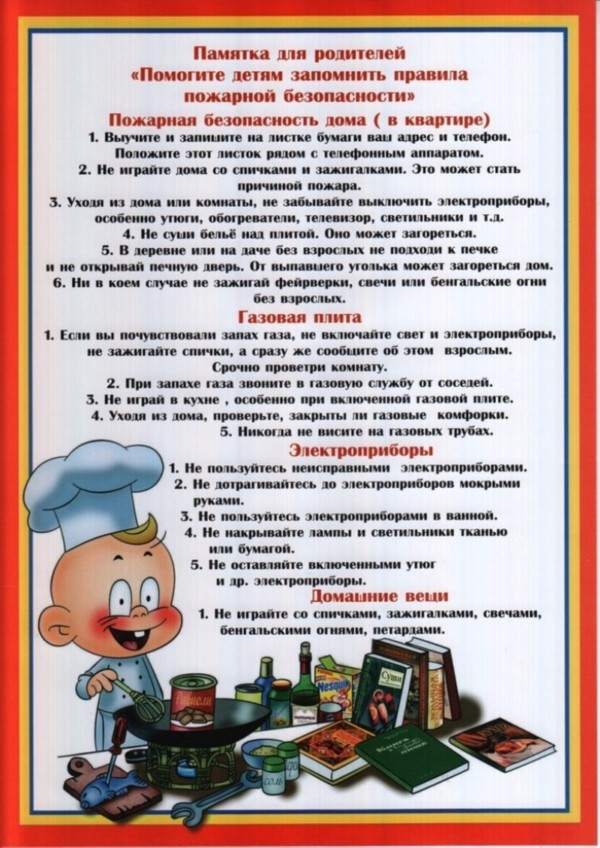 Памятка для родителей
«Помогите детям запомнить правила
пожарной безопасности»
Пожарная безопасность дома ( в квартире)
1. Выучите и запишите на листке бумаги ваш адрес и телефон.
Положите этот листок рядом с телефонным аппаратом.
2. Не играйте дома со спичками и зажигалками. Это может стать
причиной пожара.
3. Уходя из дома или комнаты, не забывайте выключить электроприборы,
особенно утюги, обогреватели, телевизор, светильники и т.д.
4. Не суши бельё над плитой. Оно может загореться.
5. В деревне или на даче без взрослых не подходи к печке
и не открывай печную дверь. От выпавшего уголька может загореться дом.
6. Ни в коем случае не зажигай фейрверки, свечи или бенгальские огни
без взрослых.
Газовая плита
1. Если вы почувствовали запах газа, не включайте свет и электроприборы,
не зажигайте спички, а сразу же сообщите об этом взрослым.
Срочно проветри комнату.
2. При запахе газа звоните в газовую службу от соседей.
3. Не играй в кухне , особенно при включенной газовой плите.
4. Уходя из дома, проверьте, закрыты ли газовые комфорки.
5. Никогда не висите на газовых трубах.
Электроприборы
1. Не пользуйтесь неисправными электроприборами.
2. Не дотрагивайтесь до электроприборов мокрыми
руками.
3. Не пользуйтесь электроприборами в ванной.
4. Не накрывайте лампы и светильники тканью
или бумагой.
5. Не оставляйте включенными утюг
и др. электроприборы.
Домашние вещи
1. Не играйте со спичками, зажигалками, свечами,
бенгальскими огнями, петардами.
Nesquik
Суши
соль